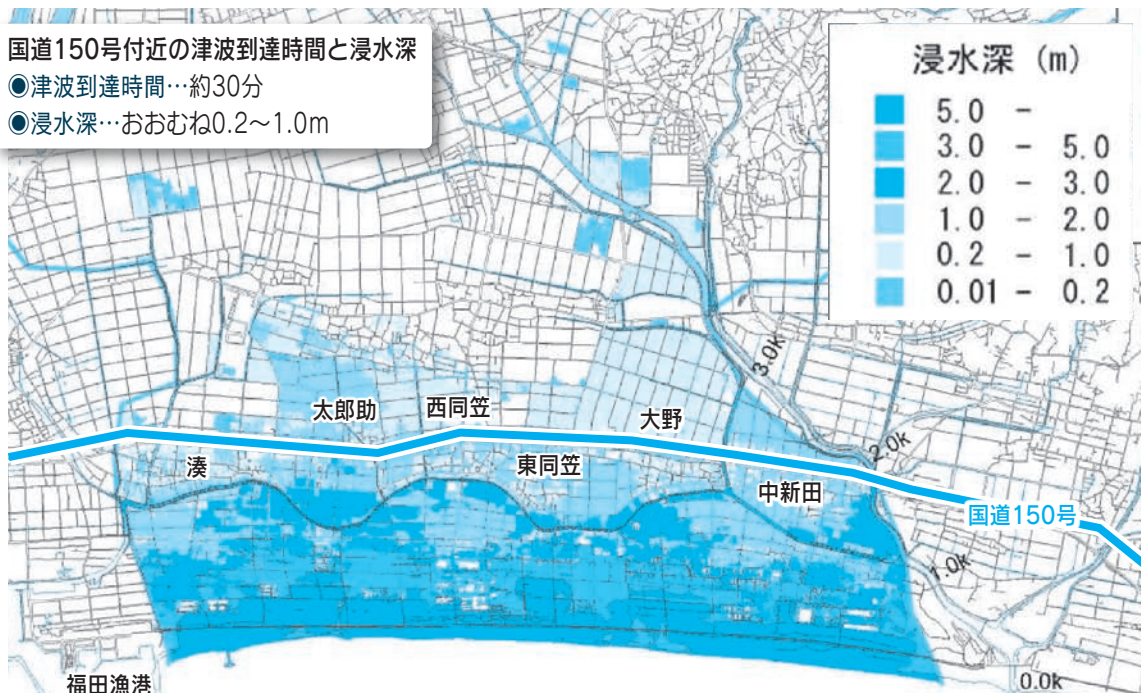 国道150号付近の津波到達時間と浸水深
◉津波到達時間…約30分
◉浸水深…おおむね0.2〜1.0m
浸水深 (m)
5.0 -
3.0 - 5.0
2.0 - 3.0
1.0 - 2.0
0.2 - 1.0
0.01 - 0.2
3.0k
太郎助
西同笠
大野
2.0k
湊
東同笠
中新田
国道150号
1.0k
福田漁港
0.0k